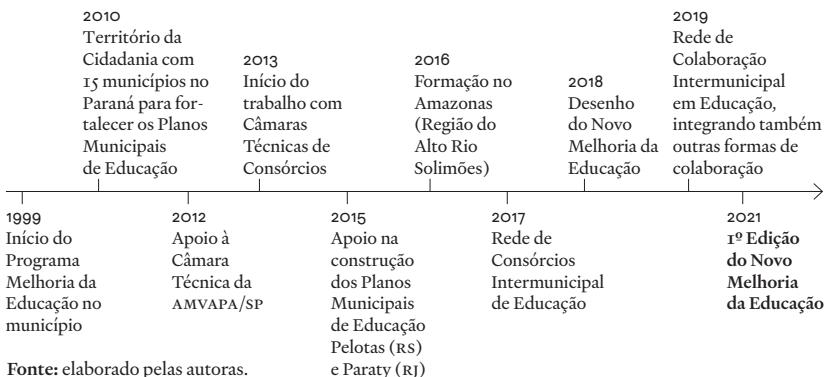 2010
Território da
Cidadania com
15 municípios no
Paraná para for-
talecer os Planos
Municipais
de Educação
2013
Início do
trabalho com
Câmaras
Técnicas de
Consórcios
2016
Formação no
Amazonas
(Região do
Alto Rio
Solimões)
2018
Desenho
do Novo
Melhoria da
Educação
2019
Rede de
Colaboração
Intermunicipal
em Educação,
integrando também
outras formas de
colaboração
1999
Início do
Programa
Melhoria da
Educação no
município
2012
Apoio à
Câmara
Técnica da
AMVAPA/SP
2015
Apoio na
construção
dos Planos
Municipais
de Educação
Pelotas (RS)
e Paraty (RJ)
2017
Rede de
Consórcios
Intermunicipal
de Educação
2021
1º Edição
do Novo
Melhoria
da Educação
Fonte: elaborado pelas autoras.